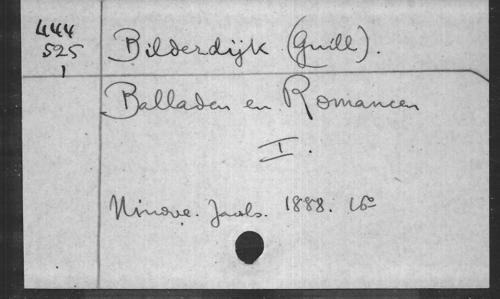 444
525
1
Bilderdijk (Guill).
Balladen en Romancen
I.
Ninove. Jacobs. 1888. 16°